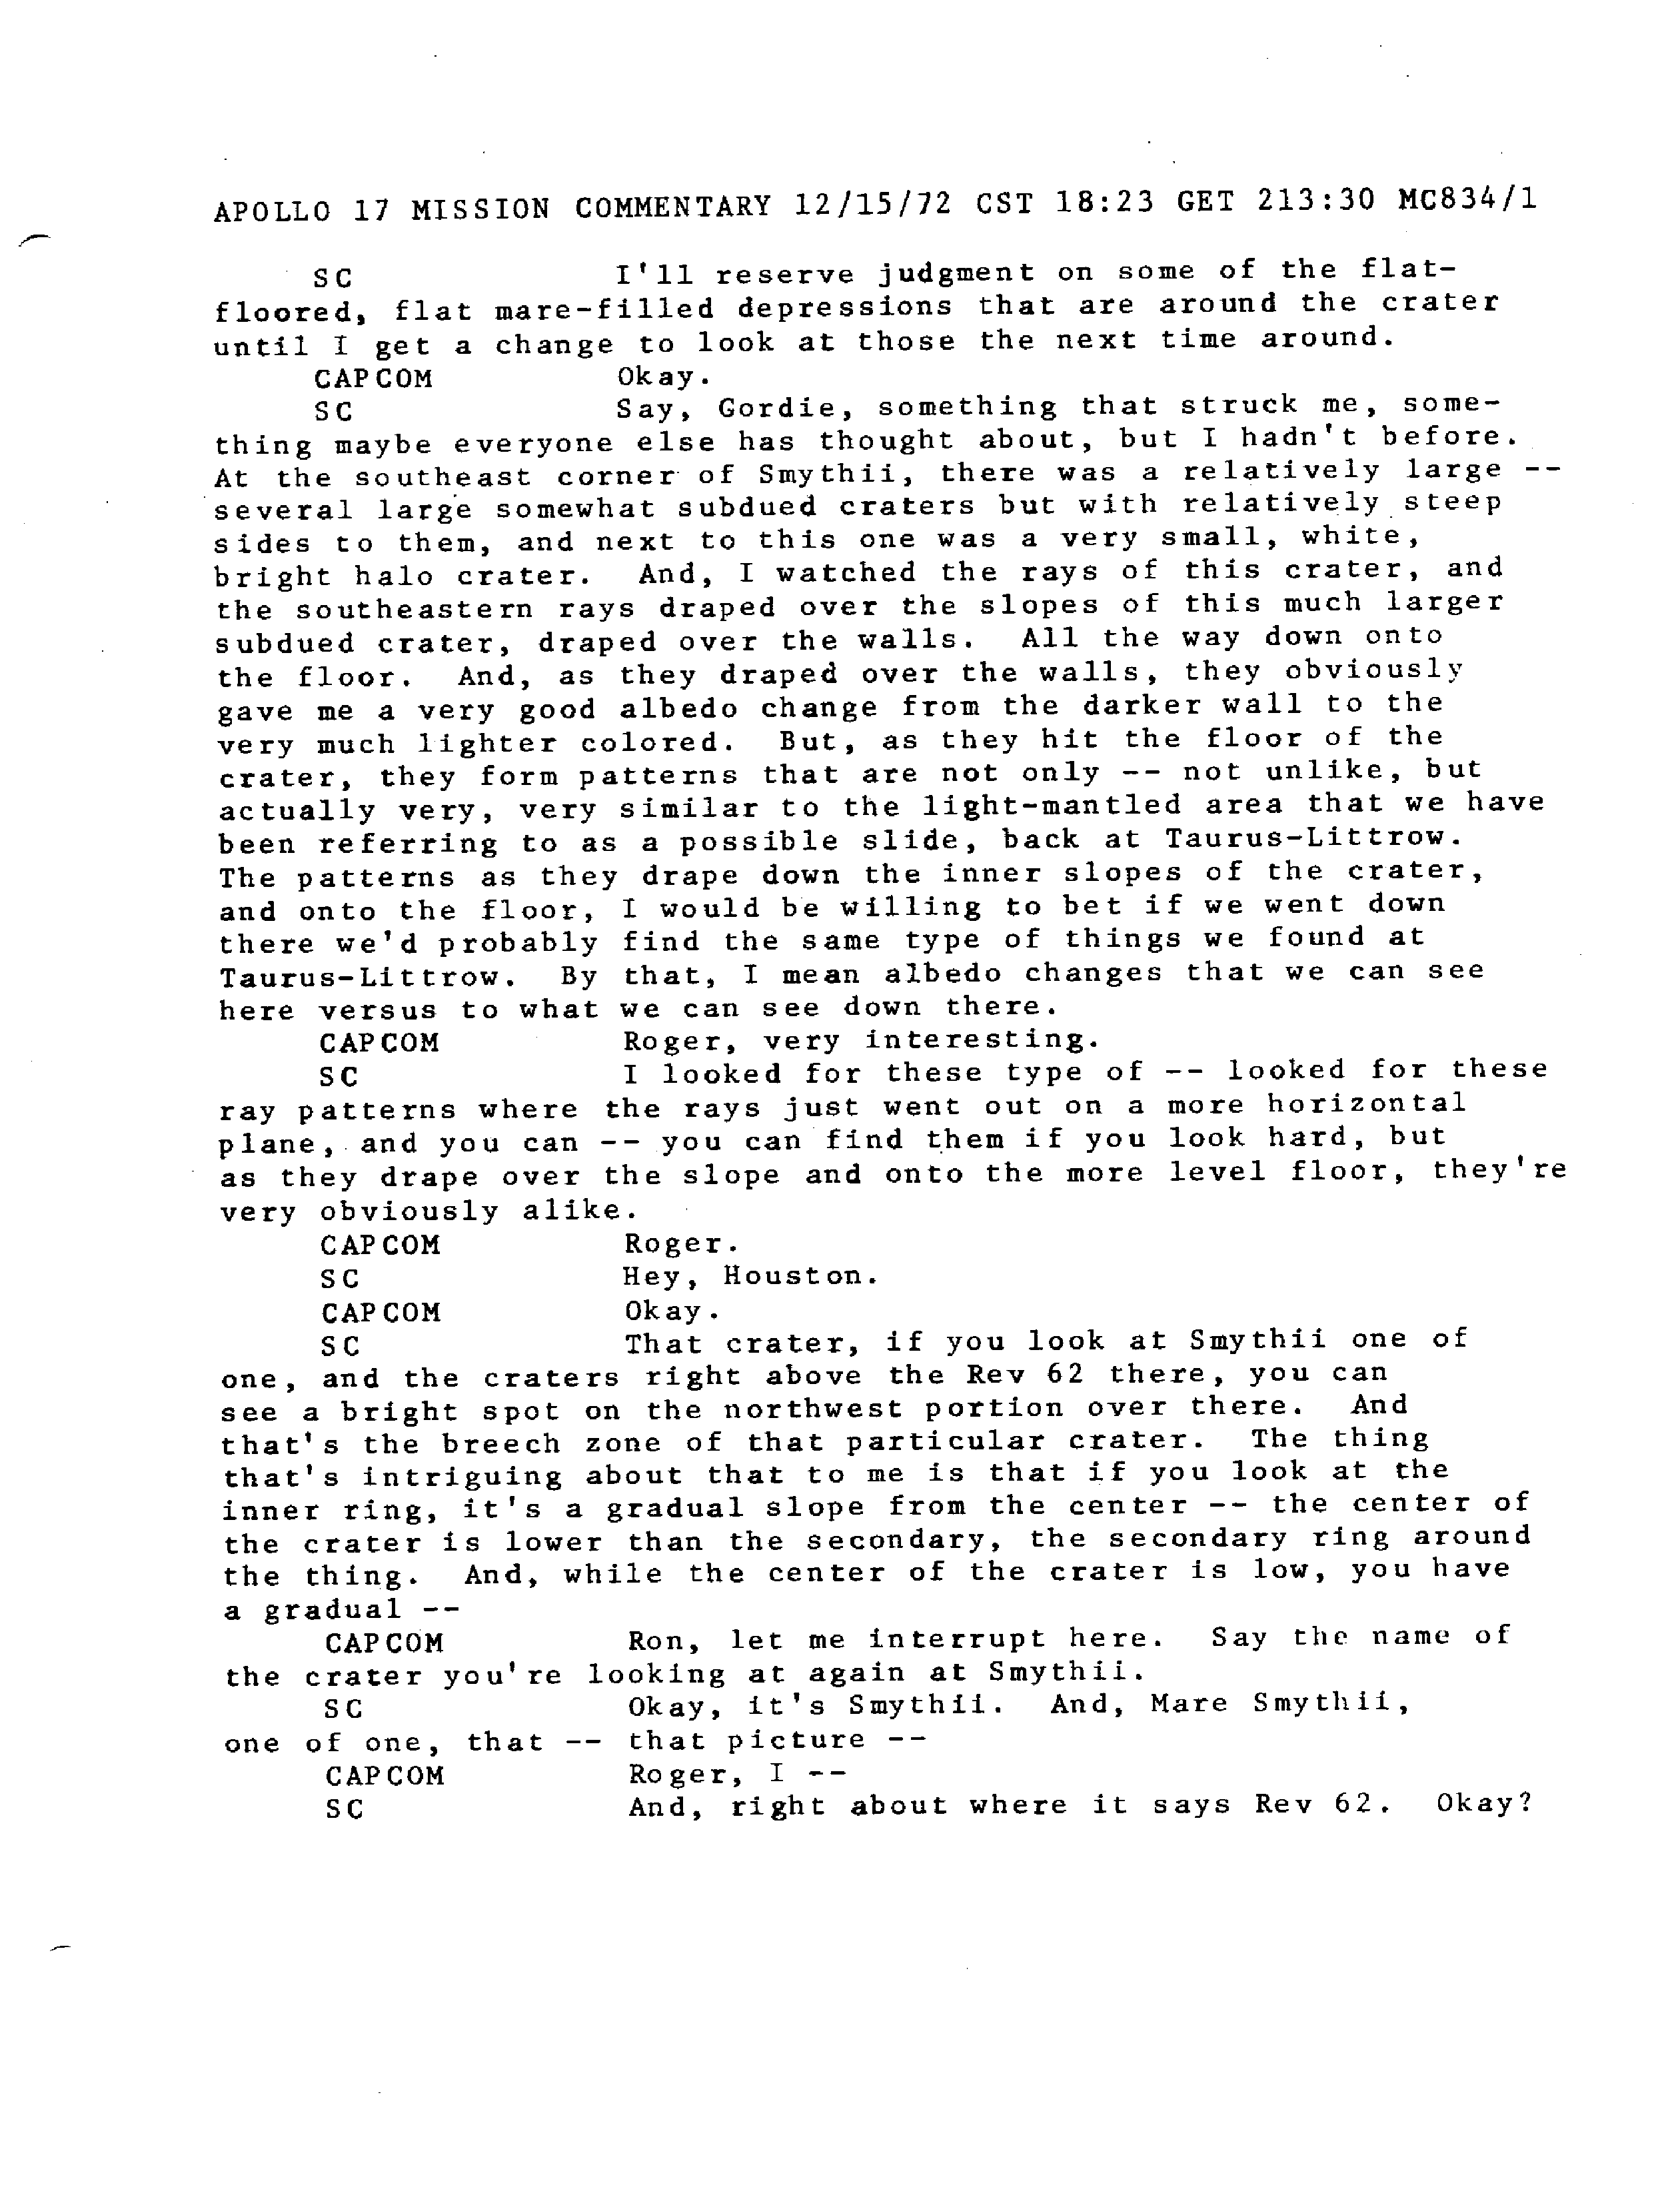 APOLLO 17 MISSION COMMENTARY 12/15/72 CST 18:23 GET 213:30 MC834/1
SC I'll reserve judgment on some of the flat-
floored, flat mare-filled depressions that are around the crater
until I get a change to look at those the next time around.
CAPCOM Okay.
SC Say, Gordie, something that struck me, some-
thing maybe everyone else has thought about, but I hadn't before.
At the southeast corner of Smythii, there was a relatively large --
several large somewhat subdued craters but with relatively steep
sides to them, and next to this one was a very small, white,
bright halo crater. And, I watched the rays of this crater, and
the southeastern rays draped over the slopes of this much larger
subdued crater, draped over the walls. All the way down onto
the floor. And, as they draped over the walls, they obviously
gave me a very good albedo change from the darker wall to the
very much lighter colored. But, as they hit the floor of the
crater, they form patterns that are not only -- not unlike, but
actually very, very similar to the light-mantled area that we have
been referring to as a possible slide, back at Taurus-Littrow.
The patterns as they drape down the inner slopes of the crater,
and onto the floor, I would be willing to bet if we went down
there we'd probably find the same type of things we found at
Taurus-Littrow. By that, I mean albedo changes that we can see
here versus to what we can see down there.
CAPCOM Roger, very interesting.
SC I looked for these type of -- looked for these
ray patterns where the rays just went out on a more horizontal
plane, and you can -- you can find them if you look hard, but
as they drape over the slope and onto the more level floor, they're
very obviously alike.
CAPCOM Roger.
SC Hey, Houston.
CAPCOM Okay.
SC That crater, if you look at Smythii one of
one, and the craters right above the Rev 62 there, you can
see a bright spot on the northwest portion over there. And
that's the breech zone of that particular crater. The thing
that's intriguing about that to me is that if you look at the
inner ring, it's a gradual slope from the center -- the center of
the crater is lower than the secondary, the secondary ring around
the thing. And, while the center of the crater is low, you have
a gradual --
CAPCOM Ron, let me interrupt here. Say the name of
the crater you're looking at again at Smythii.
SC Okay, it's Smythii. And, Mare Smythii,
one of one, that -- that picture --
CAPCOM Roger, I --
SC And, right about where it says Rev 62. Okay?